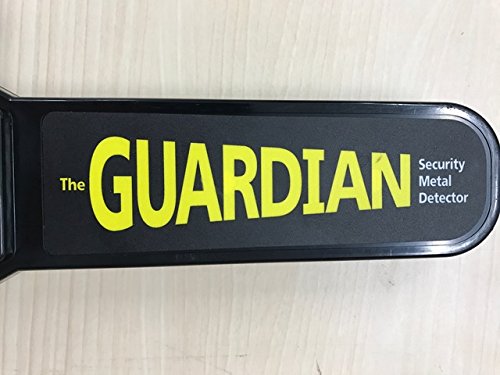 The GUARDIAN
Security
Metal
Detector